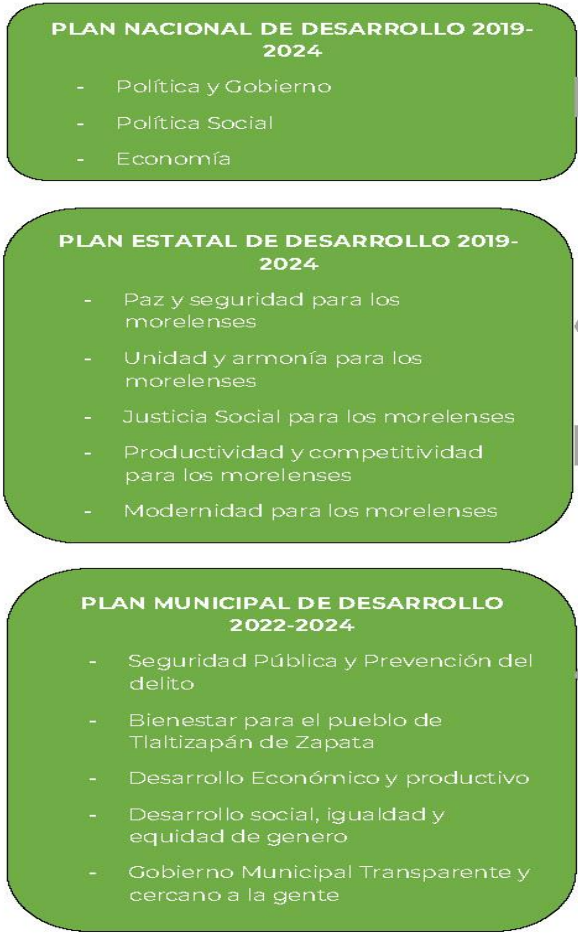 PLAN NACIONAL DE DESARROLLO 2019-
2024
- Política y Gobierno
- Política Social
- Economía
PLAN ESTATAL DE DESARROLLO 2019-
2024
- Paz y seguridad para los
morelenses
- Unidad y armonía para los
morelenses
- Justicia Social para los morelenses
- Productividad y competitividad
para los morelenses
- Modernidad para los morelenses
PLAN MUNICIPAL DE DESARROLLO
2022-2024
- Seguridad Pública y Prevención del
delito
- Bienestar para el pueblo de
Tlaltizapán de Zapata
- Desarrollo Económico y productivo
- Desarrollo social, igualdad y
equidad de genero
- Gobierno Municipal Transparente y
cercano a la gente